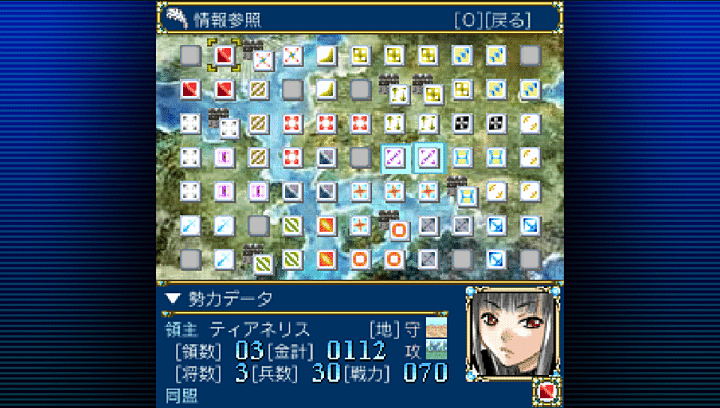 情報参照 [0][戻る]
▼ 勢力データ
領主 ティアネリス [地]守
[領数] 03[金計] 0112 攻
[将数] 3[兵数] 30[戦力] 070
同盟